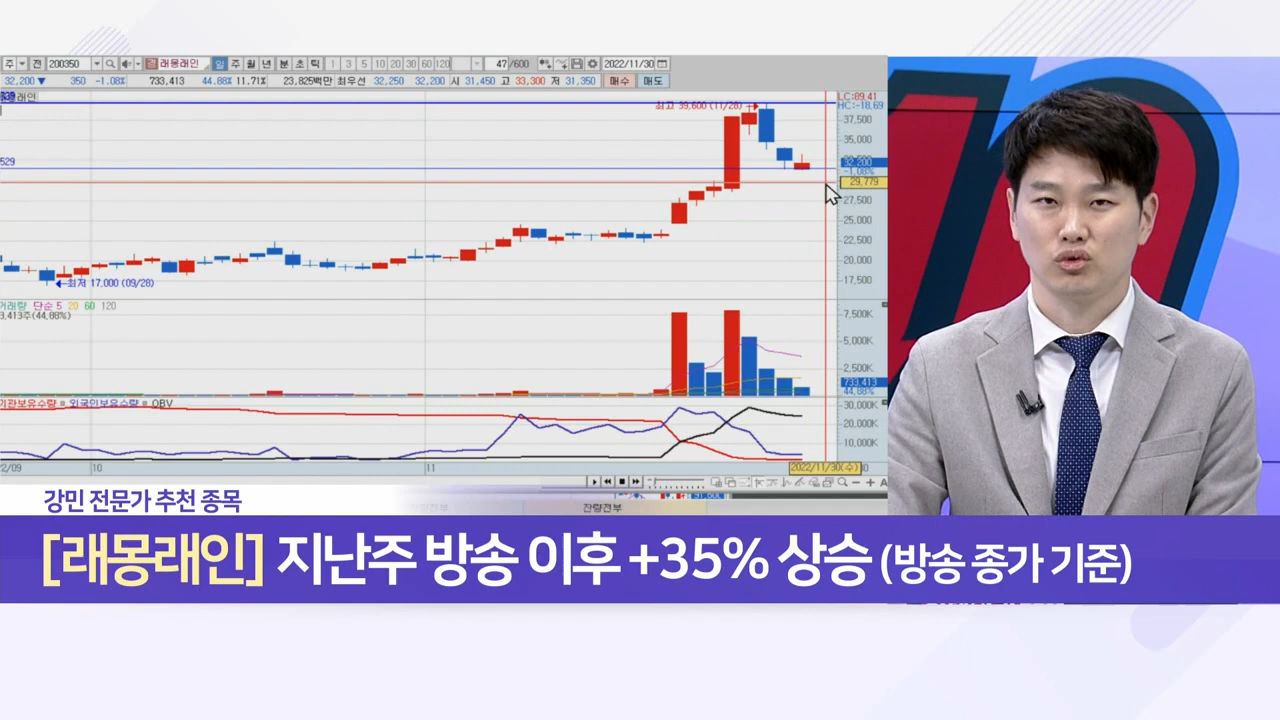 주 전 200350 래몽래인 일 주 월 년 분 초 틱 1 3 5 10 20 30 60 120 47 /600 2022/11/30
32,200 ▼ 350 -1.08% 733,413 44.88% 11.71% 23,825백만 최우선 32,250 32,200 시 31,450 고 33,300 저 31,350 매수 매도
LC:89.41
최고 39,600 (11/28)
HC:-18.69
37,500
35,000
529
32,200
-1.08%
29,779
27,500
25,000
22,500
20,000
최저 17,000 (09/28)
17,500
거래량 단순 5 20 60 120
3,413주(44.88%)
7,500K
5,000K
2,500K
733,413
44.88%
기관보유수량 외국인보유수량 OBV
30,000K
20,000K
10,000K
2/09 10 11 2022/11/30(수)
강민 전문가 추천 종목
잔량전부
[래몽래인] 지난주 방송 이후 +35% 상승 (방송 종가 기준)